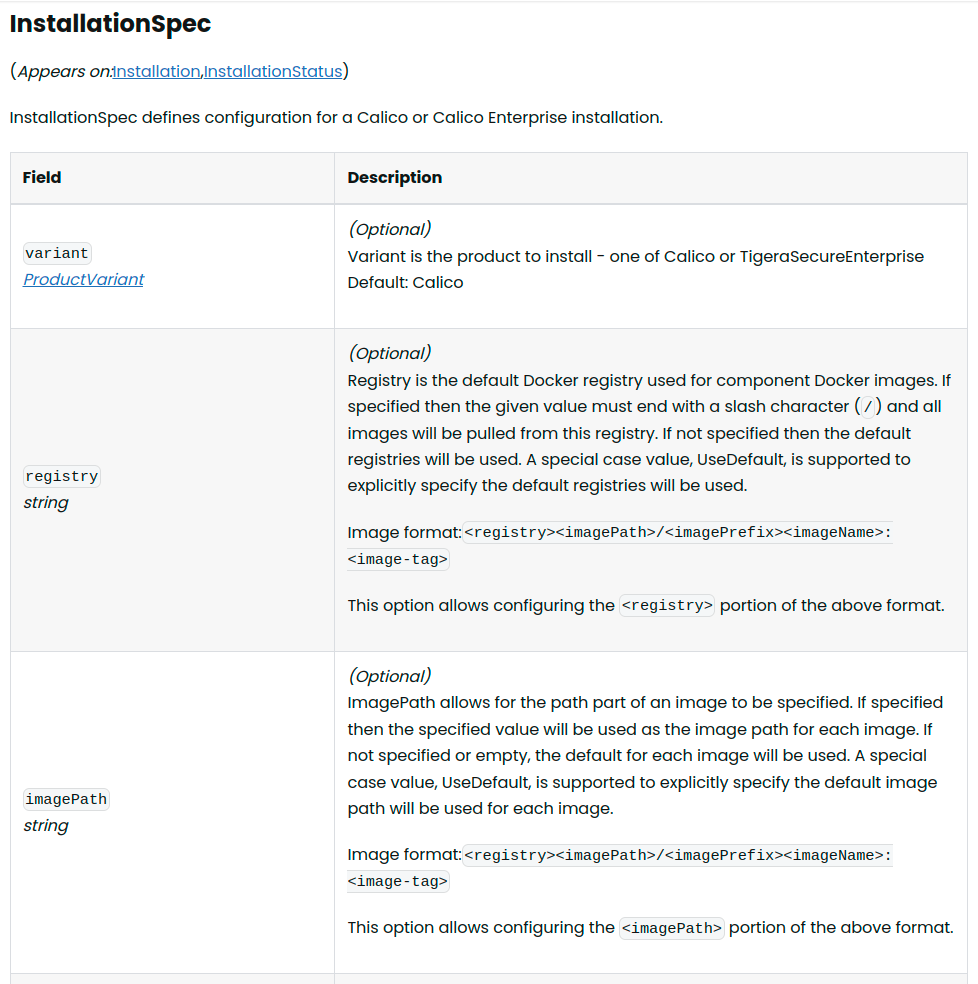 InstallationSpec
(Appears on:Installation,InstallationStatus)
InstallationSpec defines configuration for a Calico or Calico Enterprise installation.
Field
Description
variant
ProductVariant
(Optional)
Variant is the product to install - one of Calico or TigeraSecureEnterprise
Default: Calico
registry
string
(Optional)
Registry is the default Docker registry used for component Docker images. If
specified then the given value must end with a slash character (/) and all
images will be pulled from this registry. If not specified then the default
registries will be used. A special case value, UseDefault, is supported to
explicitly specify the default registries will be used.
Image format:<registry><imagePath>/<imagePrefix><imageName>:
<image-tag>
This option allows configuring the <registry> portion of the above format.
imagePath
string
(Optional)
ImagePath allows for the path part of an image to be specified. If specified
then the specified value will be used as the image path for each image. If
not specified or empty, the default for each image will be used. A special
case value, UseDefault, is supported to explicitly specify the default image
path will be used for each image.
Image format:<registry><imagePath>/<imagePrefix><imageName>:
<image-tag>
This option allows configuring the <imagePath> portion of the above format.